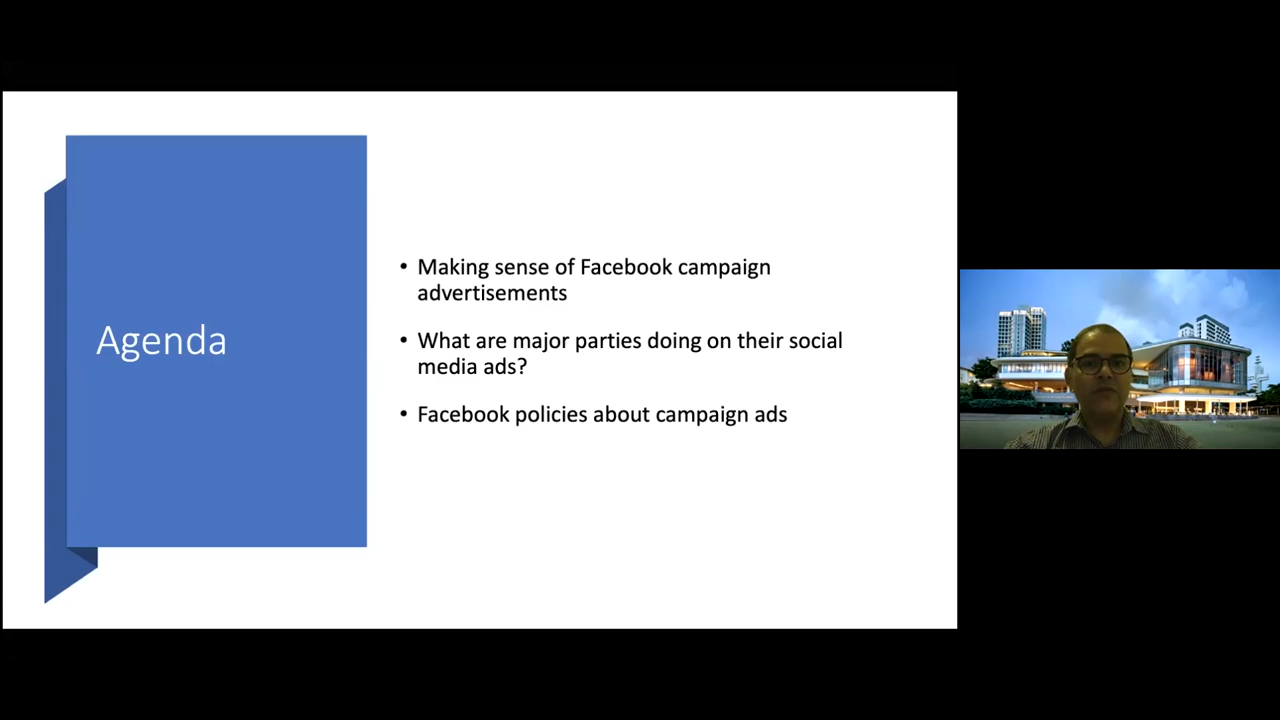 Agenda
• Making sense of Facebook campaign
advertisements
• What are major parties doing on their social
media ads?
• Facebook policies about campaign ads